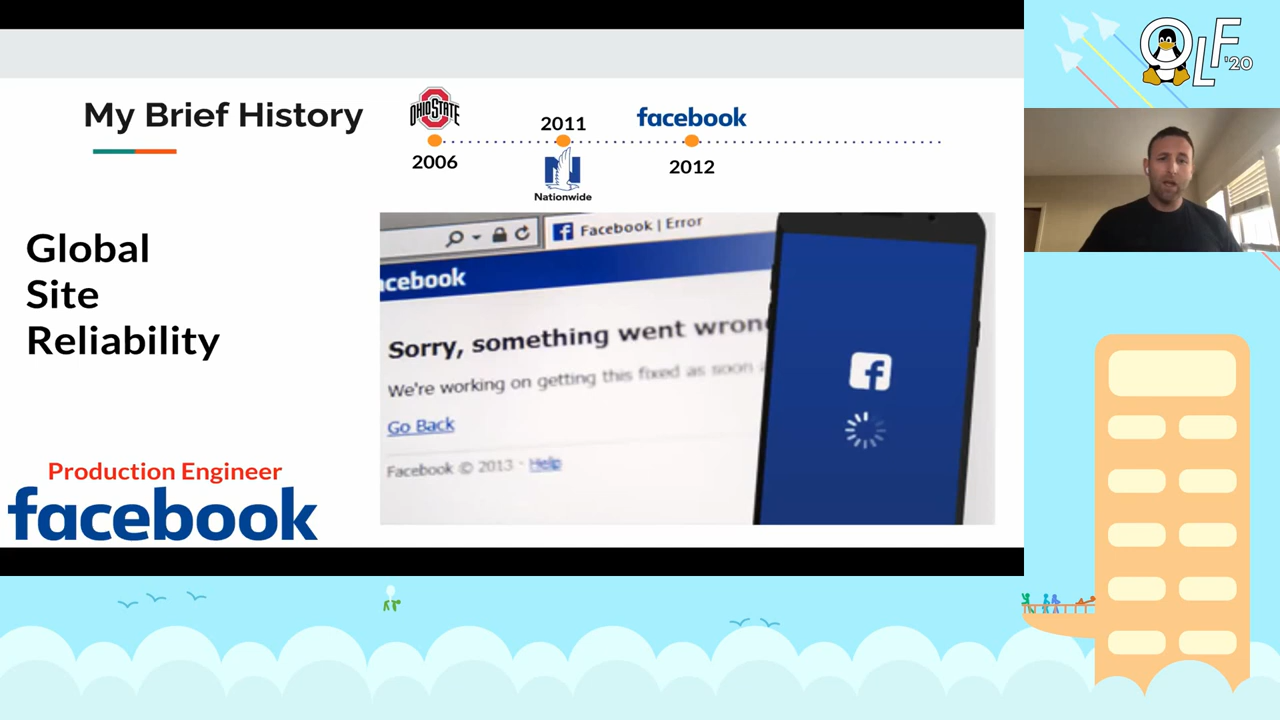 My Brief History
OHIO STATE
2006
2011
Nationwide
facebook
2012
Global
Site
Reliability
Production Engineer
facebook
Facebook | Error
acebook
Sorry, something went wron
We're working on getting this fixed as soon
Go Back
Facebook © 2013 - Help
OLF '20